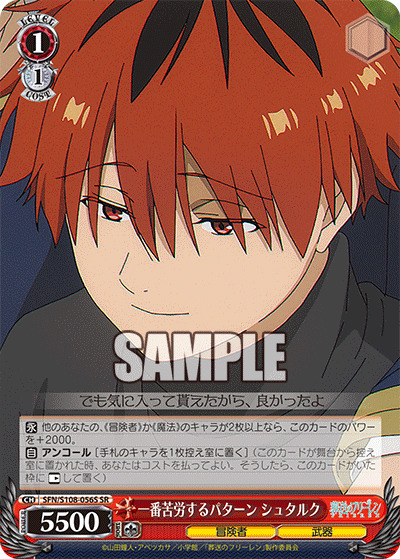 LEVEL
1
1
COST
SAMPLE
でも気に入って貰えたから、良かったよ
永 他のあなたの、《冒険者》か《魔法》のキャラが2枚以上なら、このカードのパワー
を+2000。
自 アンコール ［手札のキャラを1枚控え室に置く］（このカードが舞台から控え
室に置かれた時、あなたはコストを払ってよい。そうしたら、このカードがい
た枠にレストして置く）
CH SFN/S108-056S SR
一番苦労するパターン シュタルク
葬送のフリーレン
5500
冒険者
武器
©山田鐘人・アベツカサ／小学館／「葬送のフリーレン」製作委員会